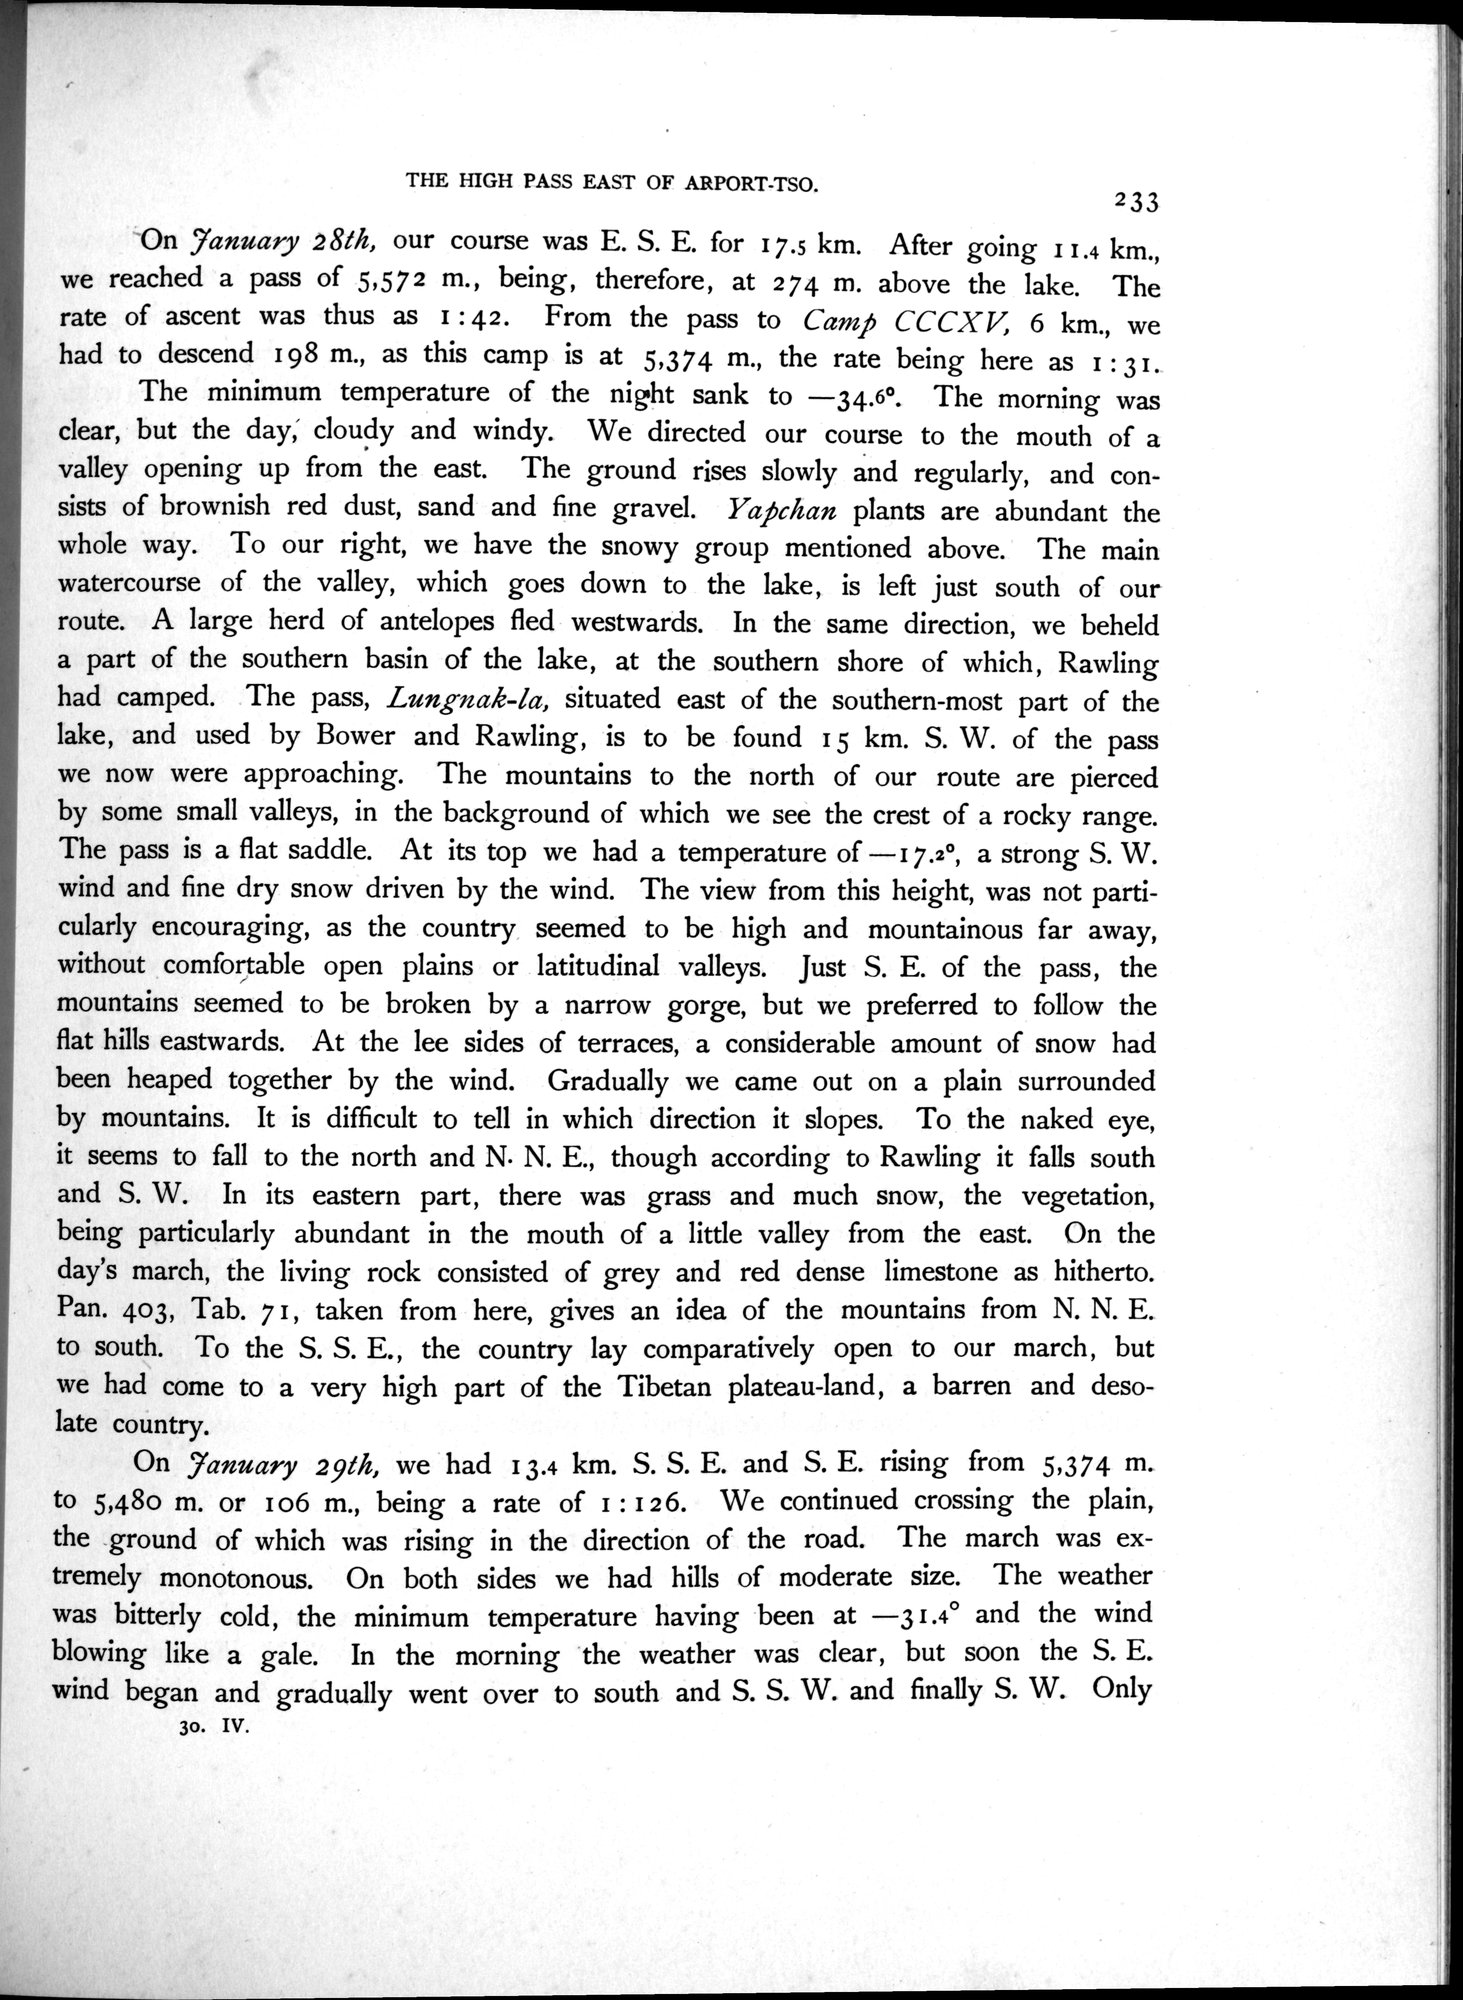 THE HIGH PASS EAST OF ARPORT-TSO.
233
On January 28th, our course was E. S. E. for 17.5 km. After going 11.4 km.,
we reached a pass of 5,572 m., being, therefore, at 274 m. above the lake. The
rate of ascent was thus as 1 : 42. From the pass to Camp CCCXV, 6 km., we
had to descend 198 m., as this camp is at 5,374 m., the rate being here as 1 : 31.
The minimum temperature of the night sank to —34.6°. The morning was
clear, but the day, cloudy and windy. We directed our course to the mouth of a
valley opening up from the east. The ground rises slowly and regularly, and con-
sists of brownish red dust, sand and fine gravel. Yapchan plants are abundant the
whole way. To our right, we have the snowy group mentioned above. The main
watercourse of the valley, which goes down to the lake, is left just south of our
route. A large herd of antelopes fled westwards. In the same direction, we beheld
a part of the southern basin of the lake, at the southern shore of which, Rawling
had camped. The pass, Lungnak-la, situated east of the southern-most part of the
lake, and used by Bower and Rawling, is to be found 15 km. S. W. of the pass
we now were approaching. The mountains to the north of our route are pierced
by some small valleys, in the background of which we see the crest of a rocky range.
The pass is a flat saddle. At its top we had a temperature of —17.2°, a strong S. W.
wind and fine dry snow driven by the wind. The view from this height, was not parti-
cularly encouraging, as the country seemed to be high and mountainous far away,
without comfortable open plains or latitudinal valleys. Just S. E. of the pass, the
mountains seemed to be broken by a narrow gorge, but we preferred to follow the
flat hills eastwards. At the lee sides of terraces, a considerable amount of snow had
been heaped together by the wind. Gradually we came out on a plain surrounded
by mountains. It is difficult to tell in which direction it slopes. To the naked eye,
it seems to fall to the north and N. N. E., though according to Rawling it falls south
and S. W. In its eastern part, there was grass and much snow, the vegetation,
being particularly abundant in the mouth of a little valley from the east. On the
day's march, the living rock consisted of grey and red dense limestone as hitherto.
Pan. 403, Tab. 71, taken from here, gives an idea of the mountains from N. N. E.
to south. To the S. S. E., the country lay comparatively open to our march, but
we had come to a very high part of the Tibetan plateau-land, a barren and deso-
late country.
On January 29th, we had 13.4 km. S. S. E. and S. E. rising from 5,374 m.
to 5,480 m. or 106 m., being a rate of 1 : 126. We continued crossing the plain,
the ground of which was rising in the direction of the road. The march was ex-
tremely monotonous. On both sides we had hills of moderate size. The weather
was bitterly cold, the minimum temperature having been at —31.4° and the wind
blowing like a gale. In the morning the weather was clear, but soon the S. E.
wind began and gradually went over to south and S. S. W. and finally S. W. Only
30. IV.